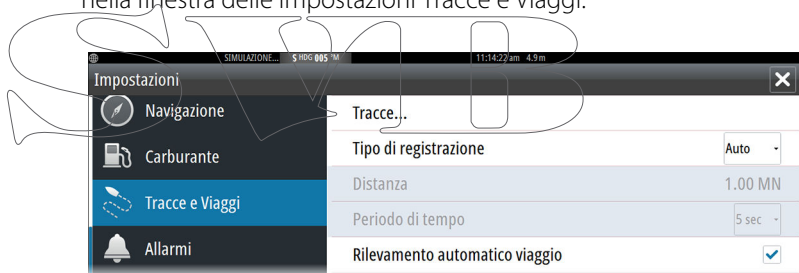 nella finestra delle impostazioni Tracce e Viaggi.
SIMULAZIONE... S HDG 005 °M 11:14:22 am 4.9 m
Impostazioni
Navigazione
Tracce...
Carburante
Tipo di registrazione Auto
Tracce e Viaggi
Distanza 1.00 MN
Periodo di tempo 5 sec
Allarmi
Rilevamento automatico viaggio
SVB